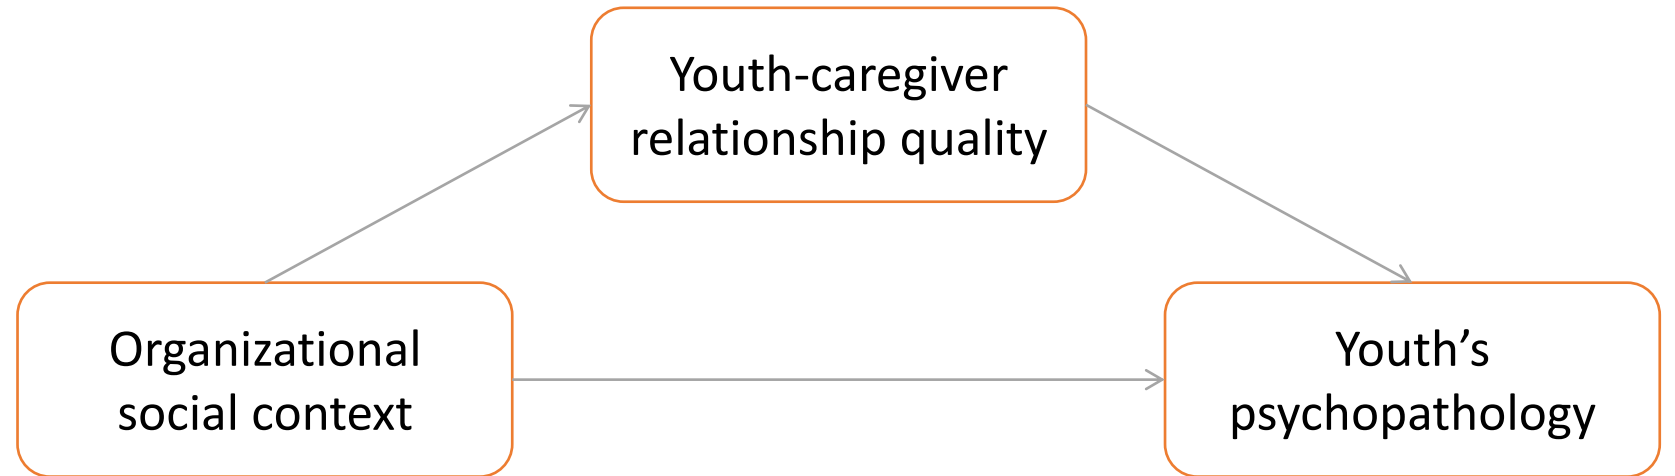 Youth-caregiver
relationship quality
Organizational
social context
Youth’s
psychopathology